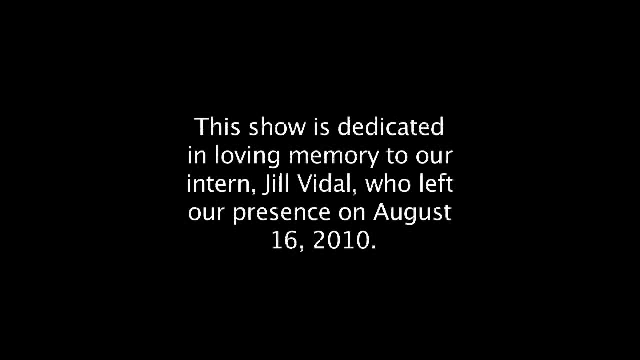 This show is dedicated
in loving memory to our
intern, Jill Vidal, who left
our presence on August
16, 2010.